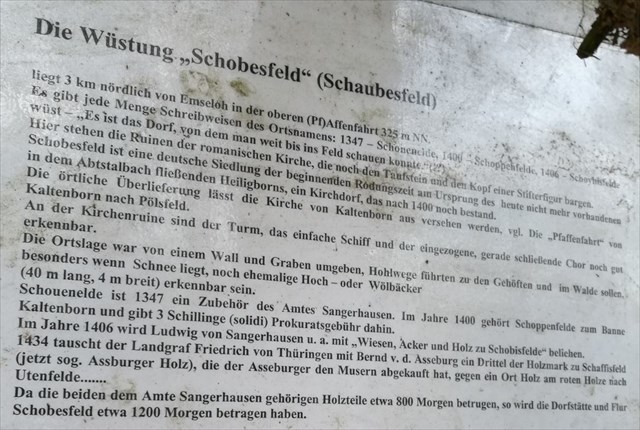 Die Wüstung „Schobesfeld“ (Schaubesfeld)
liegt 3 km nördlich von Emseloh in der oberen (Pf)Affenfahrt 325 m NN.
Es gibt jede Menge Schreibweisen des Ortsnamens: 1347 – Schoueneide, 1400 – Schoppenfelde, 1406 – Schoybisfeld
wüst – „Es ist das Dorf, von dem man weit bis ins Feld schauen konnte.“
Hier stehen die Ruinen der romanischen Kirche, die noch den Taufstein und den Kopf einer Stifterfigur bargen.
Schobesfeld ist eine deutsche Siedlung der beginnenden Rodungszeit am Ursprung des heute nicht mehr vorhandenen
in dem Abtstalbach fließenden Heiligborns, ein Kirchdorf, das nach 1400 noch bestand.
Die örtliche Überlieferung lässt die Kirche von Kaltenborn aus versehen werden, vgl. Die „Pfaffenfahrt“ von
Kaltenborn nach Pölsfeld.
An der Kirchenruine sind der Turm, das einfache Schiff und der eingezogene, gerade schließende Chor noch gut
erkennbar.
Die Ortslage war von einem Wall und Graben umgeben, Hohlwege führten zu den Gehöften und im Walde sollen,
besonders wenn Schnee liegt, noch ehemalige Hoch – oder Wölbäcker
(40 m lang, 4 m breit) erkennbar sein.
Schouenelde ist 1347 ein Zubehör des Amtes Sangerhausen. Im Jahre 1400 gehört Schoppenfelde zum Banne
Kaltenborn und gibt 3 Schillinge (solidi) Prokuratsgebühr dahin.
Im Jahre 1406 wird Ludwig von Sangerhausen u. a. mit „Wiesen, Äcker und Holz zu Schobisfelde“ belichen.
1434 tauscht der Landgraf Friedrich von Thüringen mit Bernd v. d. Asseburg ein Drittel der Holzmark zu Schaffisfeld
(jetzt sog. Assburger Holz), die der Asseburger den Musern abgekauft hat, gegen ein Ort Holz am roten Holze nach
Utenfelde.......
Da die beiden dem Amte Sangerhausen gehörigen Holzteile etwa 800 Morgen betrugen, so wird die Dorfstätte und Flur
Schobesfeld etwa 1200 Morgen betragen haben.